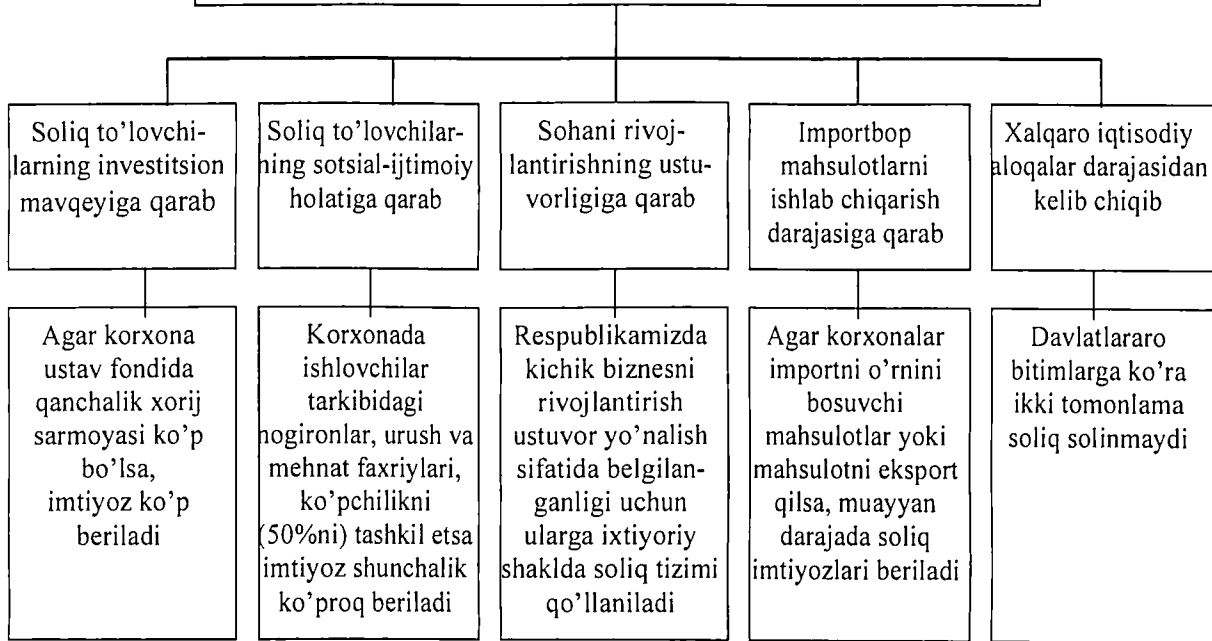 Soliq to'lovchi-
larning investitsion
mavqeyiga qarab
Soliq to'lovchilar-
ning sotsial-ijtimoiy
holatiga qarab
Sohani rivoj-
lantirishning ustu-
vorligiga qarab
Importbop
mahsulotlarni
ishlab chiqarish
darajasiga qarab
Xalqaro iqtisodiy
aloqalar darajasidan
kelib chiqib
Agar korxona
ustav fondida
qanchalik xorij
sarmoyasi ko'p
bo'lsa,
imtiyoz ko'p
beriladi
Korxonada
ishlovchilar
tarkibidagi
nogironlar, urush va
mehnat faxriylari,
ko'pchilikni
(50%ni) tashkil etsa
imtiyoz shunchalik
ko'proq beriladi
Respublikamizda
kichik biznesni
rivojlantirish
ustuvor yo'nalish
sifatida belgilan-
ganligi uchun
ularga ixtiyoriy
shaklda soliq tizimi
qo'llaniladi
Agar korxonalar
importni o'rnini
bosuvchi
mahsulotlar yoki
mahsulotni eksport
qilsa, muayyan
darajada soliq
imtiyozlari beriladi
Davlatlararo
bitimlarga ko'ra
ikki tomonlama
soliq solinmaydi